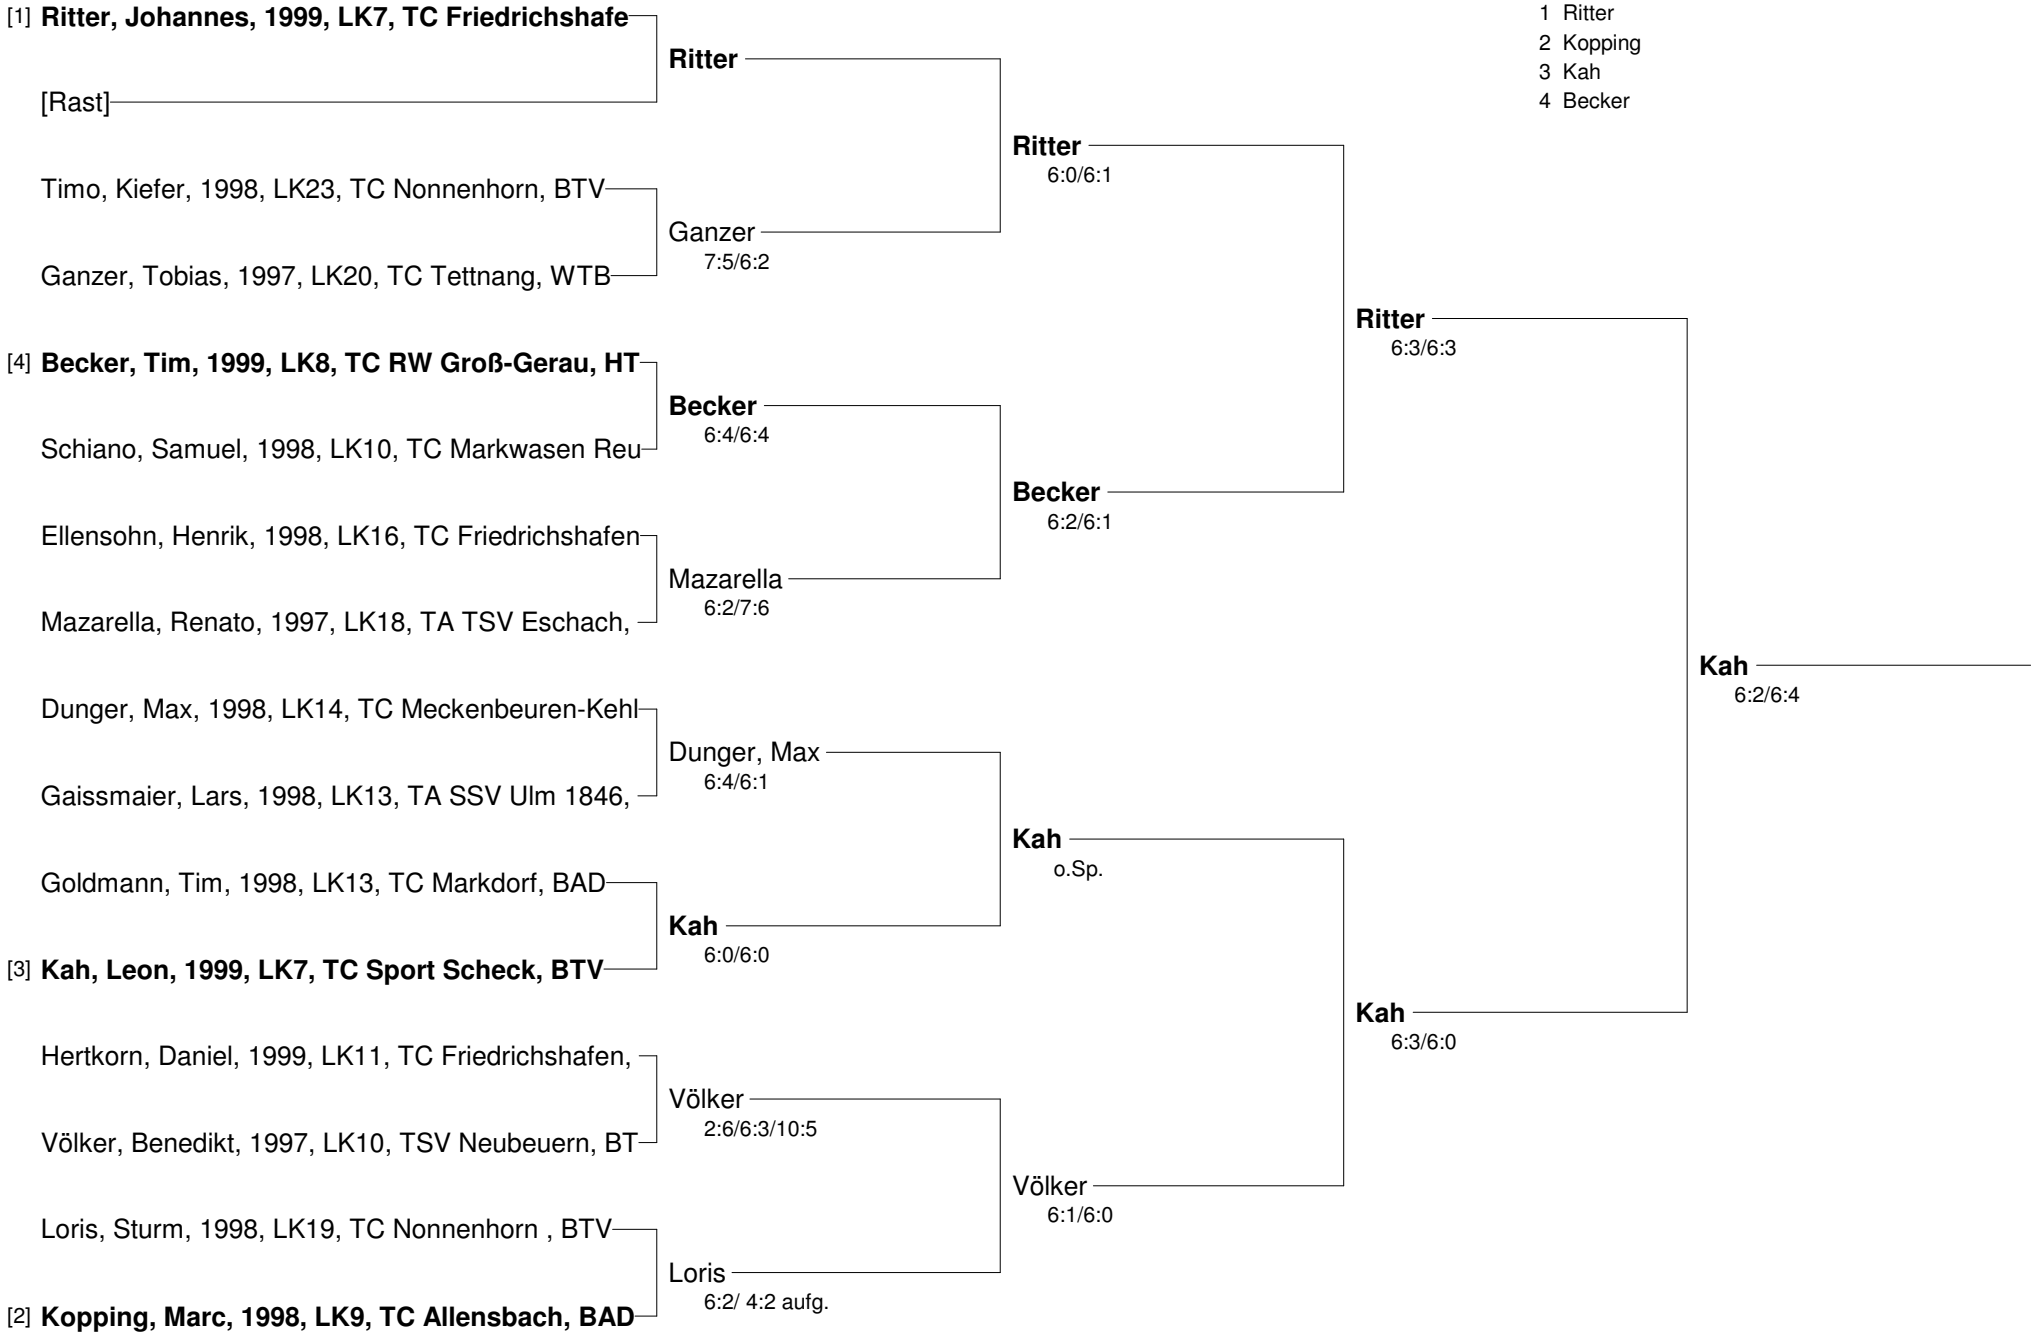 [1] Ritter, Johannes, 1999, LK7, TC Friedrichshafe
[Rast]
Timo, Kiefer, 1998, LK23, TC Nonnenhorn, BTV
Ganzer, Tobias, 1997, LK20, TC Tettnang, WTB
[4] Becker, Tim, 1999, LK8, TC RW Groß-Gerau, HT
Schiano, Samuel, 1998, LK10, TC Markwasen Reu
Ellensohn, Henrik, 1998, LK16, TC Friedrichshafen
Mazarella, Renato, 1997, LK18, TA TSV Eschach,
Dunger, Max, 1998, LK14, TC Meckenbeuren-Kehl
Gaissmaier, Lars, 1998, LK13, TA SSV Ulm 1846,
Goldmann, Tim, 1998, LK13, TC Markdorf, BAD
[3] Kah, Leon, 1999, LK7, TC Sport Scheck, BTV
Hertkorn, Daniel, 1999, LK11, TC Friedrichshafen,
Völker, Benedikt, 1997, LK10, TSV Neubeuern, BT
Loris, Sturm, 1998, LK19, TC Nonnenhorn , BTV
[2] Kopping, Marc, 1998, LK9, TC Allensbach, BAD
Ritter
Ganzer
7:5/6:2
Becker
6:4/6:4
Mazarella
6:2/7:6
Dunger, Max
6:4/6:1
Kah
6:0/6:0
Völker
2:6/6:3/10:5
Loris
6:2/ 4:2 aufg.
Ritter
6:0/6:1
Becker
6:2/6:1
Kah
o.Sp.
Völker
6:1/6:0
Ritter
6:3/6:3
Kah
6:3/6:0
Kah
6:2/6:4
1 Ritter
2 Kopping
3 Kah
4 Becker